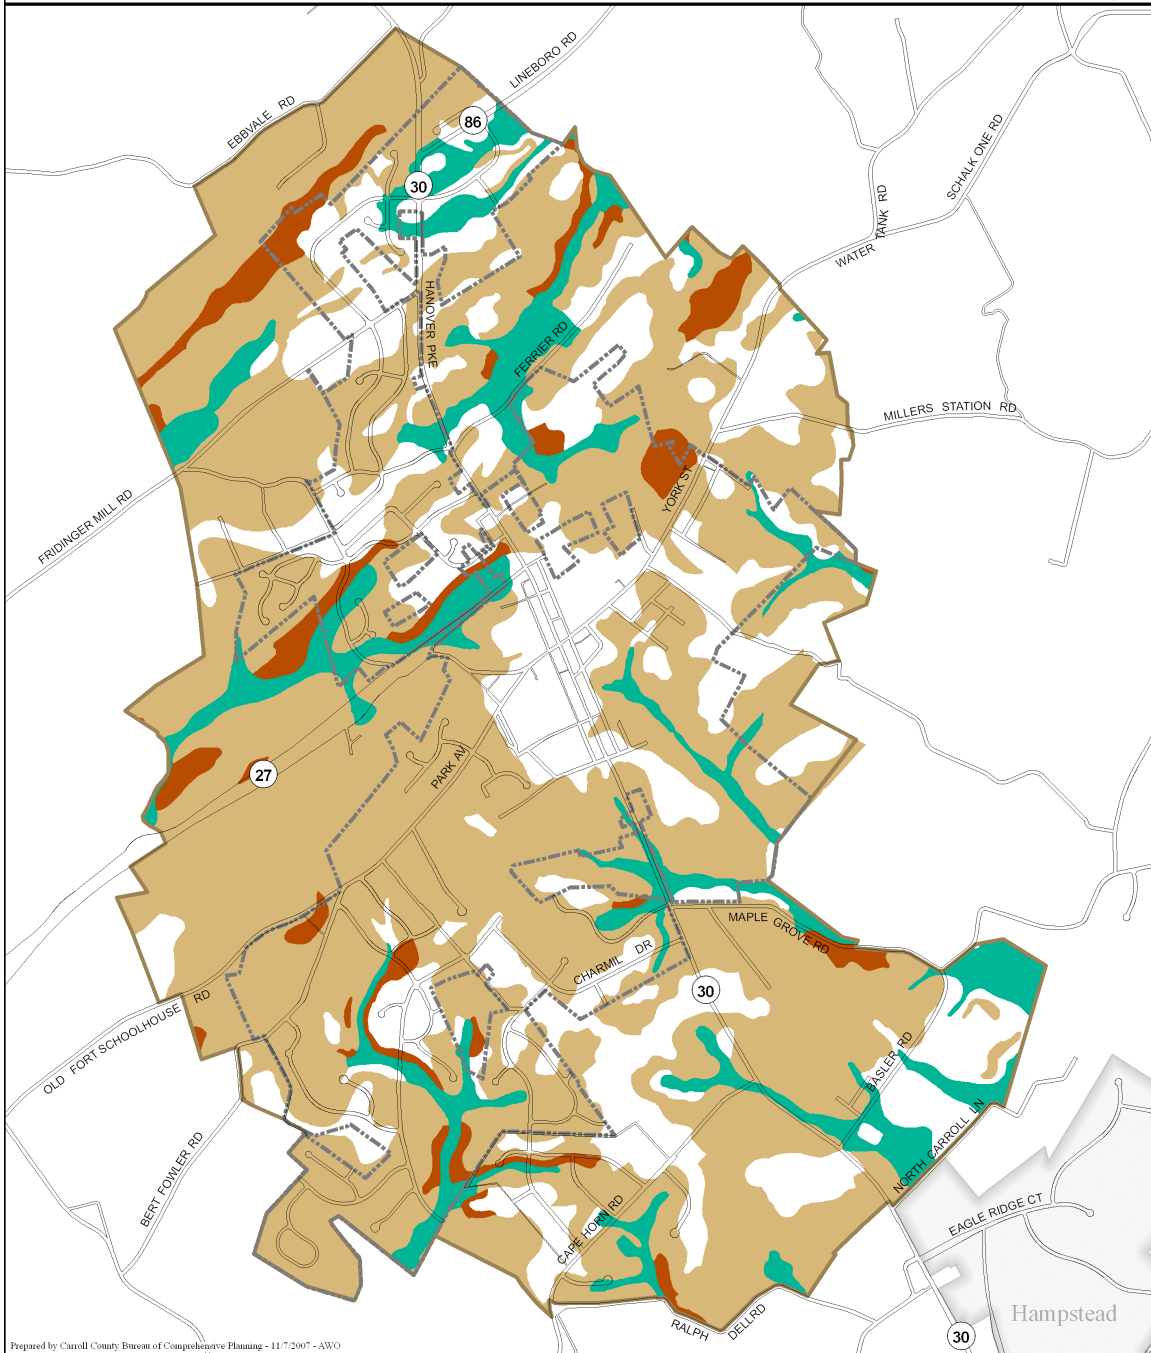 LINEBORO RD
86
EBBVALE RD
30
SCHALK ONE RD
WATER TANK RD
HANOVER PKE
FERRIER RD
MILLERS STATION RD
YORK ST
FRIDINGER MILL RD
PARK AV
27
MAPLE GROVE RD
CHARMIL DR
30
OLD FORT SCHOOLHOUSE RD
BASLER RD
NORTH CARROLL LN
BERT FOWLER RD
CAPE HORN RD
EAGLE RIDGE CT
Hampstead
RALPH DELLRD
30
Prepared by Carroll County Bureau of Comprehensive Planning - 11/7/2007 - AWO